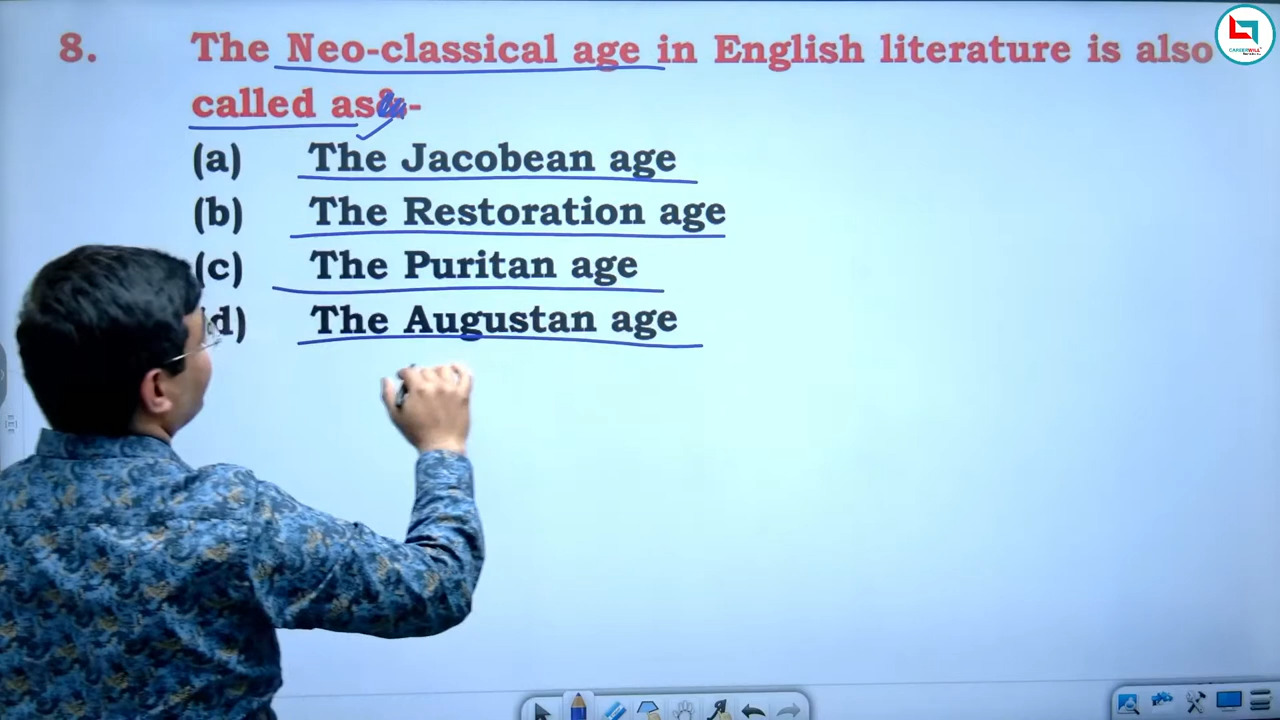 8. The Neo-classical age in English literature is also
called as&-
(a) The Jacobean age
(b) The Restoration age
(c) The Puritan age
d) The Augustan age
CAREERWILL